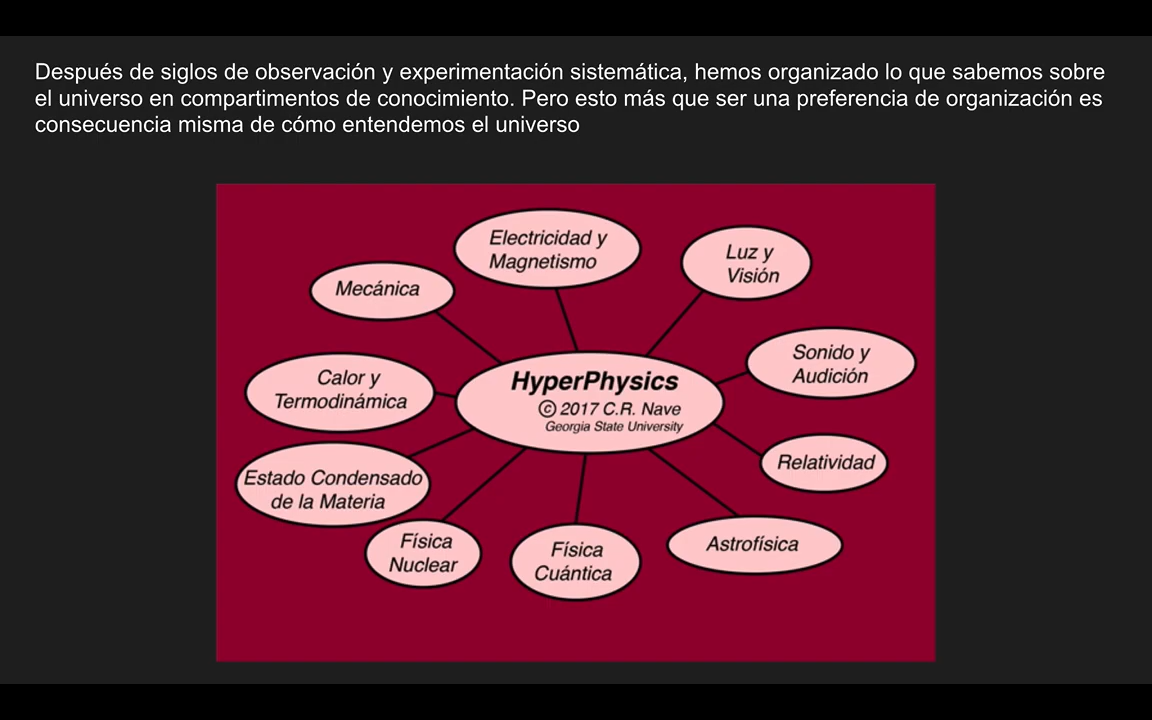 Después de siglos de observación y experimentación sistemática, hemos organizado lo que sabemos sobre
el universo en compartimentos de conocimiento. Pero esto más que ser una preferencia de organización es
consecuencia misma de cómo entendemos el universo
Electricidad y
Magnetismo
Luz y
Visión
Mecánica
Sonido y
Audición
Calor y
Termodinámica
HyperPhysics
© 2017 C.R. Nave
Georgia State University
Relatividad
Estado Condensado
de la Materia
Física
Nuclear
Física
Cuántica
Astrofísica